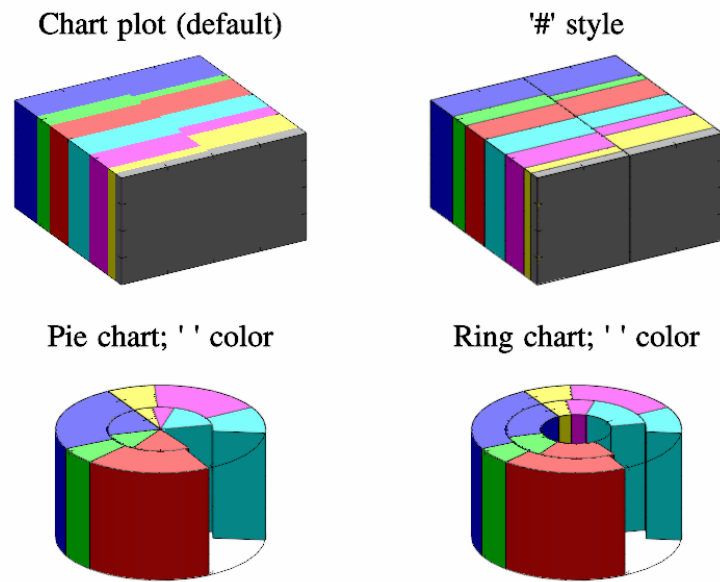 Chart plot (default)
'#' style
Pie chart; ' ' color
Ring chart; ' ' color